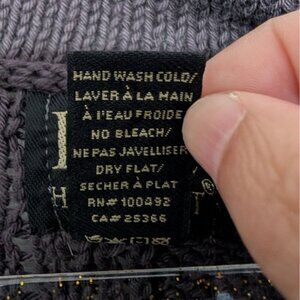 HAND WASH COLD/
LAVER À LA MAIN
À L'EAU FROIDE
NO BLEACH/
NE PAS JAVELLISER
DRY FLAT/
SECHER À PLAT
RN# 100492
CA# 25366
H
®